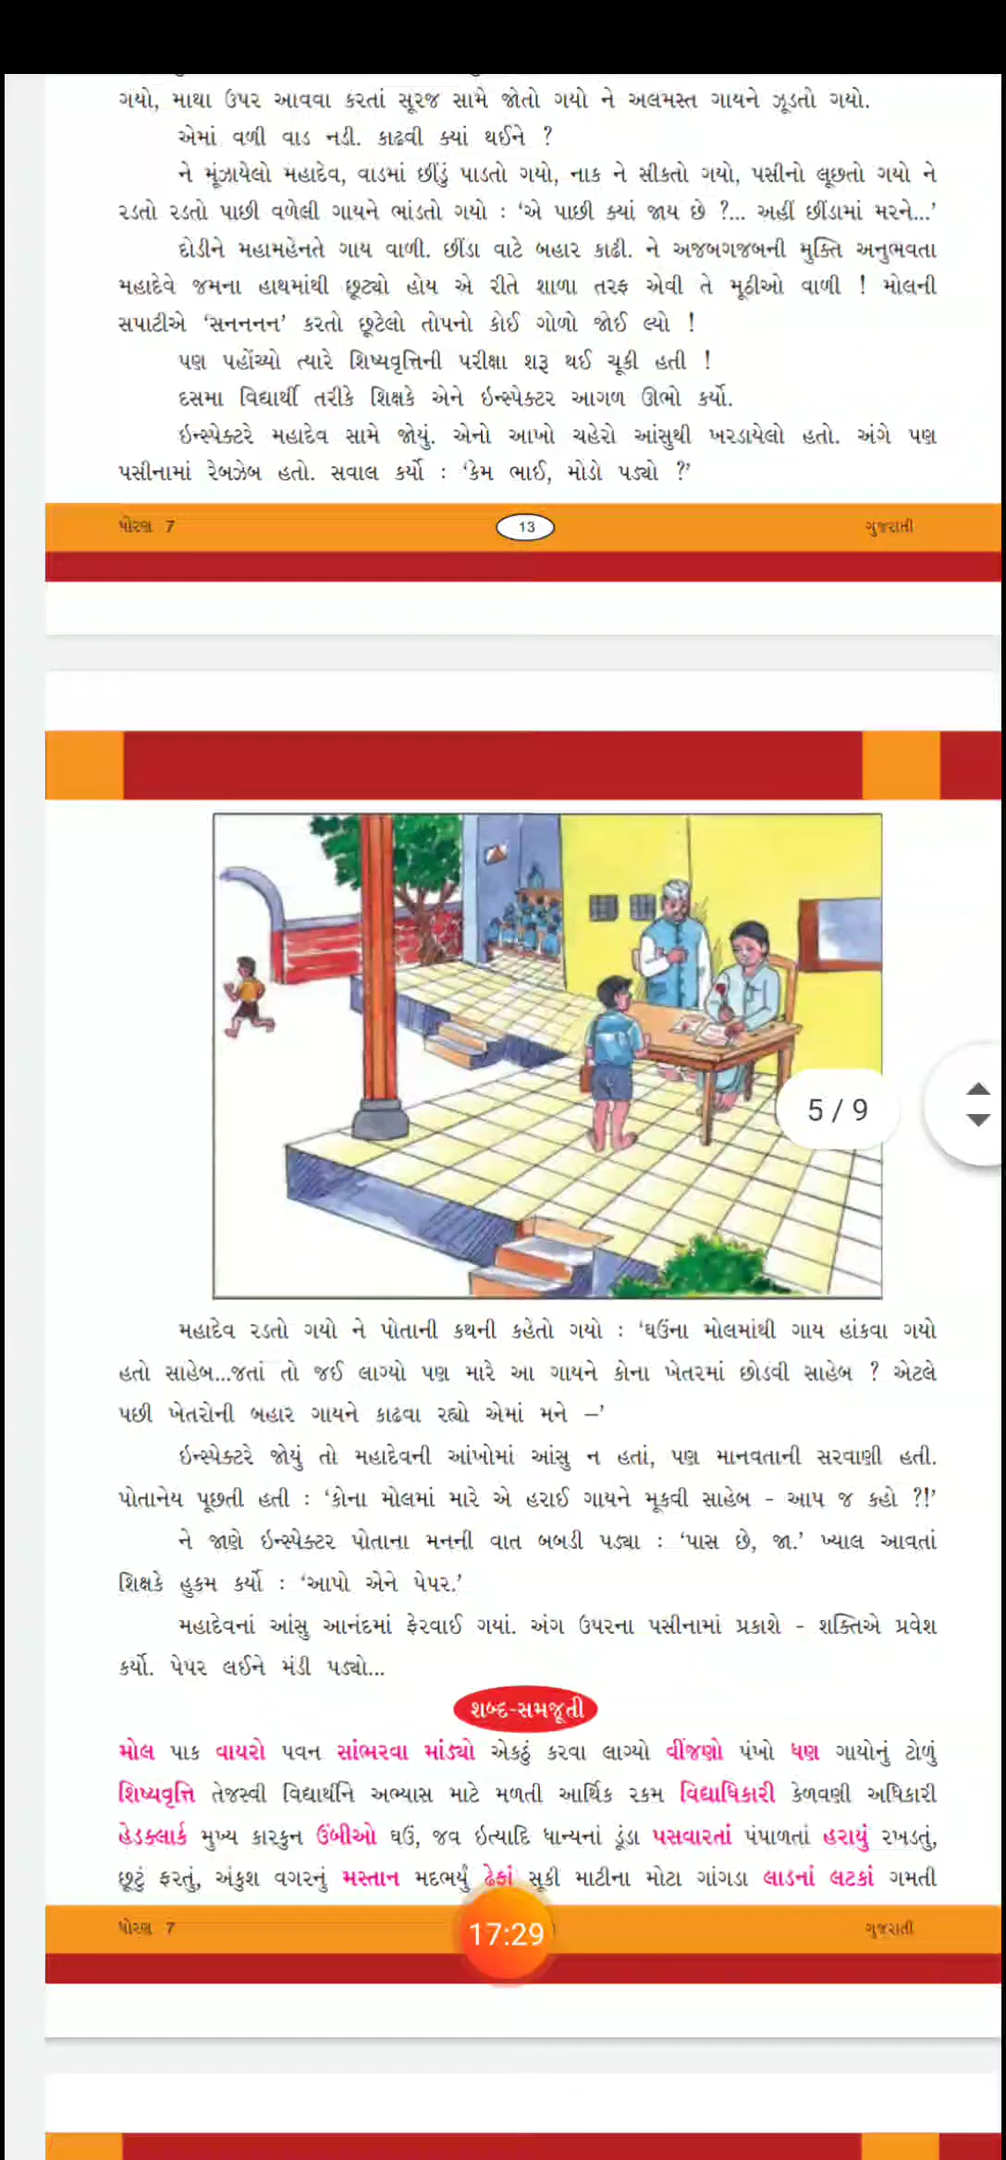 ગયો, માથા ઉપર આવવા કરતાં સૂરજ સામે જોતો ગયો ને અલમસ્ત ગાયને ઝૂડતો ગયો.
એમાં વળી વાડ નડી. કાઢવી ક્યાં થઈને ?
ને મૂંઝાયેલો મહાદેવ, વાડમાં છીંડું પાડતો ગયો, નાક ને સીકતો ગયો, પસીનો લૂછતો ગયો ને
રડતો રડતો પાછી વળેલી ગાયને ભાંડતો ગયો : ‘એ પાછી ક્યાં જાય છે ?... અહીં છીંડામાં મરને...’
દોડીને મહામહેનતે ગાય વાળી. છીંડા વાટે બહાર કાઢી. ને અજબગજબની મુક્તિ અનુભવતા
મહાદેવે જમના હાથમાંથી છૂટ્યો હોય એ રીતે શાળા તરફ એવી તે મૂઠીઓ વાળી ! મોલની
સપાટીએ ‘સનનનન’ કરતો છૂટેલો તોપનો કોઈ ગોળો જોઈ લ્યો !
પણ પહોંચ્યો ત્યારે શિષ્યવૃત્તિની પરીક્ષા શરૂ થઈ ચૂકી હતી !
દસમા વિદ્યાર્થી તરીકે શિક્ષકે એને ઇન્સ્પેક્ટર આગળ ઊભો કર્યો.
ઇન્સ્પેક્ટરે મહાદેવ સામે જોયું. એનો આખો ચહેરો આંસુથી ખરડાયેલો હતો. અંગે પણ
પસીનામાં રેબઝેબ હતો. સવાલ કર્યો : ‘કેમ ભાઈ, મોડો પડ્યો ?’
ધોરણ 7 13 ગુજરાતી
5 / 9
મહાદેવ રડતો ગયો ને પોતાની કથની કહેતો ગયો : ‘ઘઉંના મોલમાંથી ગાય હાંકવા ગયો
હતો સાહેબ...જતાં તો જઈ લાગ્યો પણ મારે આ ગાયને કોના ખેતરમાં છોડવી સાહેબ ? એટલે
પછી ખેતરોની બહાર ગાયને કાઢવા રહ્યો એમાં મને –’
ઇન્સ્પેક્ટરે જોયું તો મહાદેવની આંખોમાં આંસુ ન હતાં, પણ માનવતાની સરવાણી હતી.
પોતાનેય પૂછતી હતી : ‘કોના મોલમાં મારે એ હરાઈ ગાયને મૂકવી સાહેબ – આપ જ કહો ?!’
ને જાણે ઇન્સ્પેક્ટર પોતાના મનની વાત બબડી પડ્યા : ‘પાસ છે, જા.’ ખ્યાલ આવતાં
શિક્ષકે હુકમ કર્યો : ‘આપો એને પેપર.’
મહાદેવનાં આંસુ આનંદમાં ફેરવાઈ ગયાં. અંગ ઉપરના પસીનામાં પ્રકાશે – શક્તિએ પ્રવેશ
કર્યો. પેપર લઈને મંડી પડ્યો...
શબ્દ-સમજૂતી
મોલ પાક વાયરો પવન સાંભરવા માંડ્યો એકઠું કરવા લાગ્યો વીંજણો પંખો ધણ ગાયોનું ટોળું
શિષ્યવૃત્તિ તેજસ્વી વિદ્યાર્થીને અભ્યાસ માટે મળતી આર્થિક રકમ વિદ્યાધિકારી કેળવણી અધિકારી
હેડક્લાર્ક મુખ્ય કારકુન ઉંબીઓ ઘઉં, જવ ઇત્યાદિ ધાન્યનાં ડૂંડા પસવારતાં પંપાળતાં હરાયું રખડતું,
છૂટું ફરતું, અંકુશ વગરનું મસ્તાન મદભર્યું ઢેફાં સૂકી માટીના મોટા ગાંગડા લાડનાં લટકાં ગમતી
ધોરણ 7 17:29 ગુજરાતી